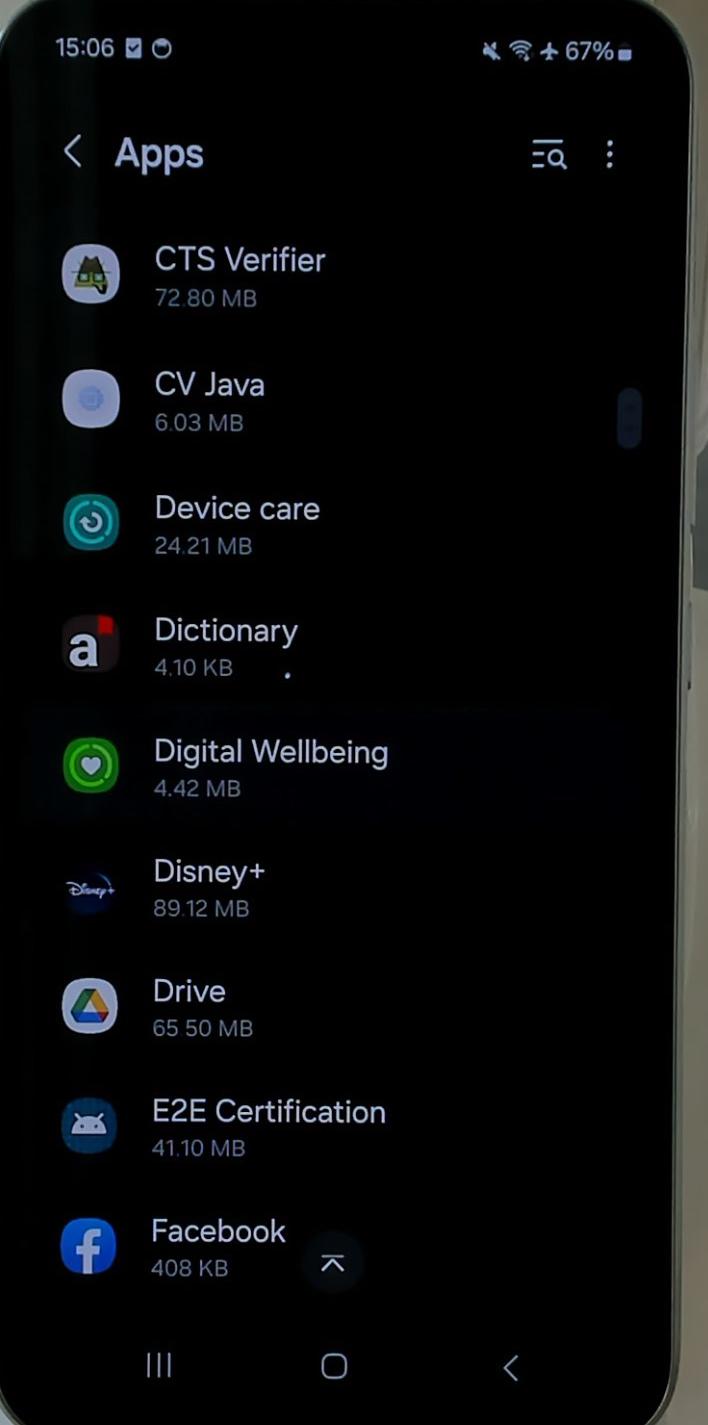 15:06
67%
Apps
CTS Verifier
72.80 MB
CV Java
6.03 MB
Device care
24.21 MB
a
Dictionary
4.10 KB
Digital Wellbeing
4.42 MB
Disney+
Disney+
89.12 MB
Drive
65 50 MB
E2E Certification
41.10 MB
f
Facebook
408 KB